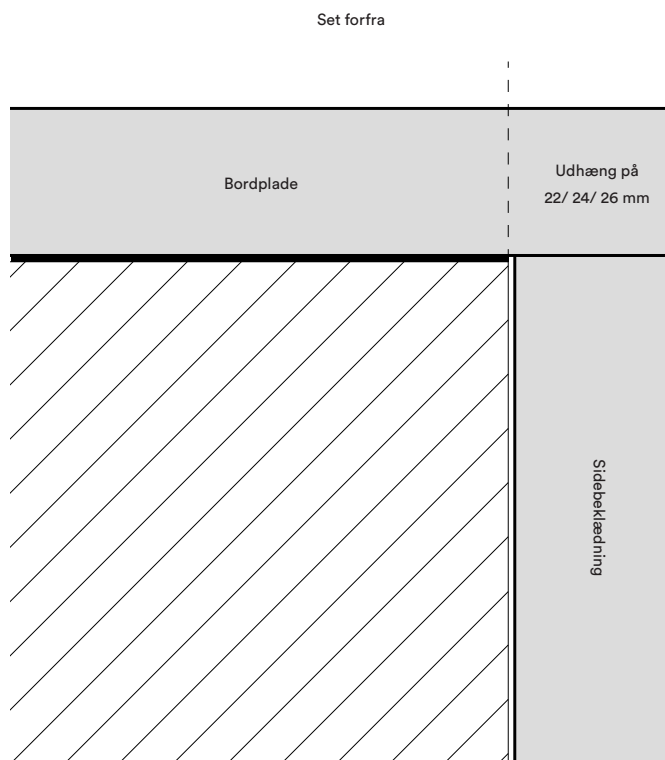 Set forfra
Bordplade
Udhæng på
22/ 24/ 26 mm
Sidebeklædning